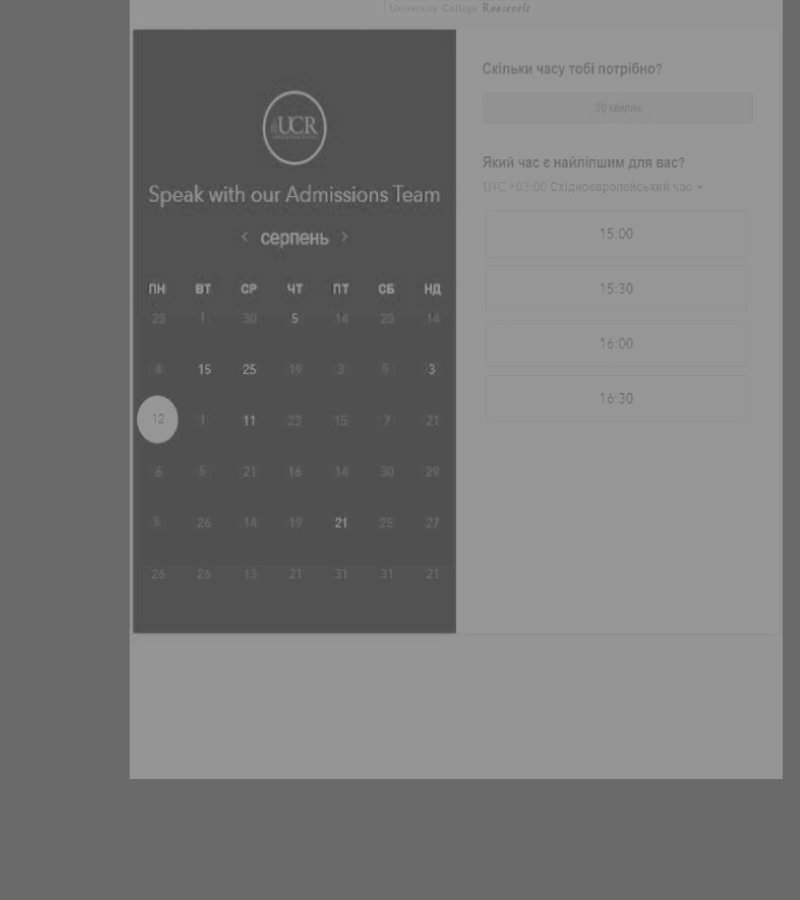 University College Roosevelt
UCR
Speak with our Admissions Team
< серпень >
ПН ВТ СР ЧТ ПТ СБ НД
28 1 30 5 14 28 14
4 15 25 19 3 5 3
12 1 11 23 15 7 21
6 5 21 16 14 30 29
5 26 14 19 21 25 27
26 26 13 21 31 31 21
Скільки часу тобі потрібно?
30 хвилин
Який час є найліпшим для вас?
UTC +03:00 Східноєвропейський час
15:00
15:30
16:00
16:30